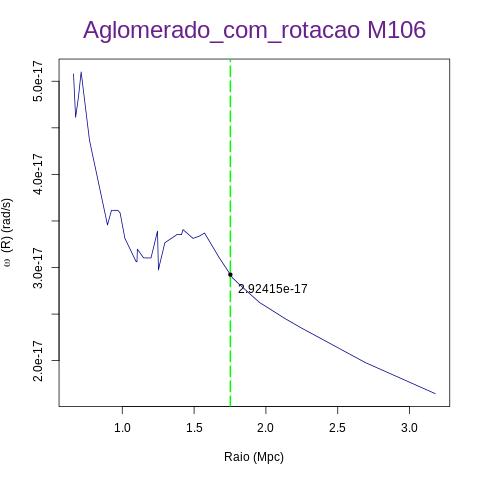 Aglomerado_com_rotacao M106
5.0e-17
4.0e-17
3.0e-17
2.0e-17
ω (R) (rad/s)
2.92415e-17
1.0 1.5 2.0 2.5 3.0
Raio (Mpc)